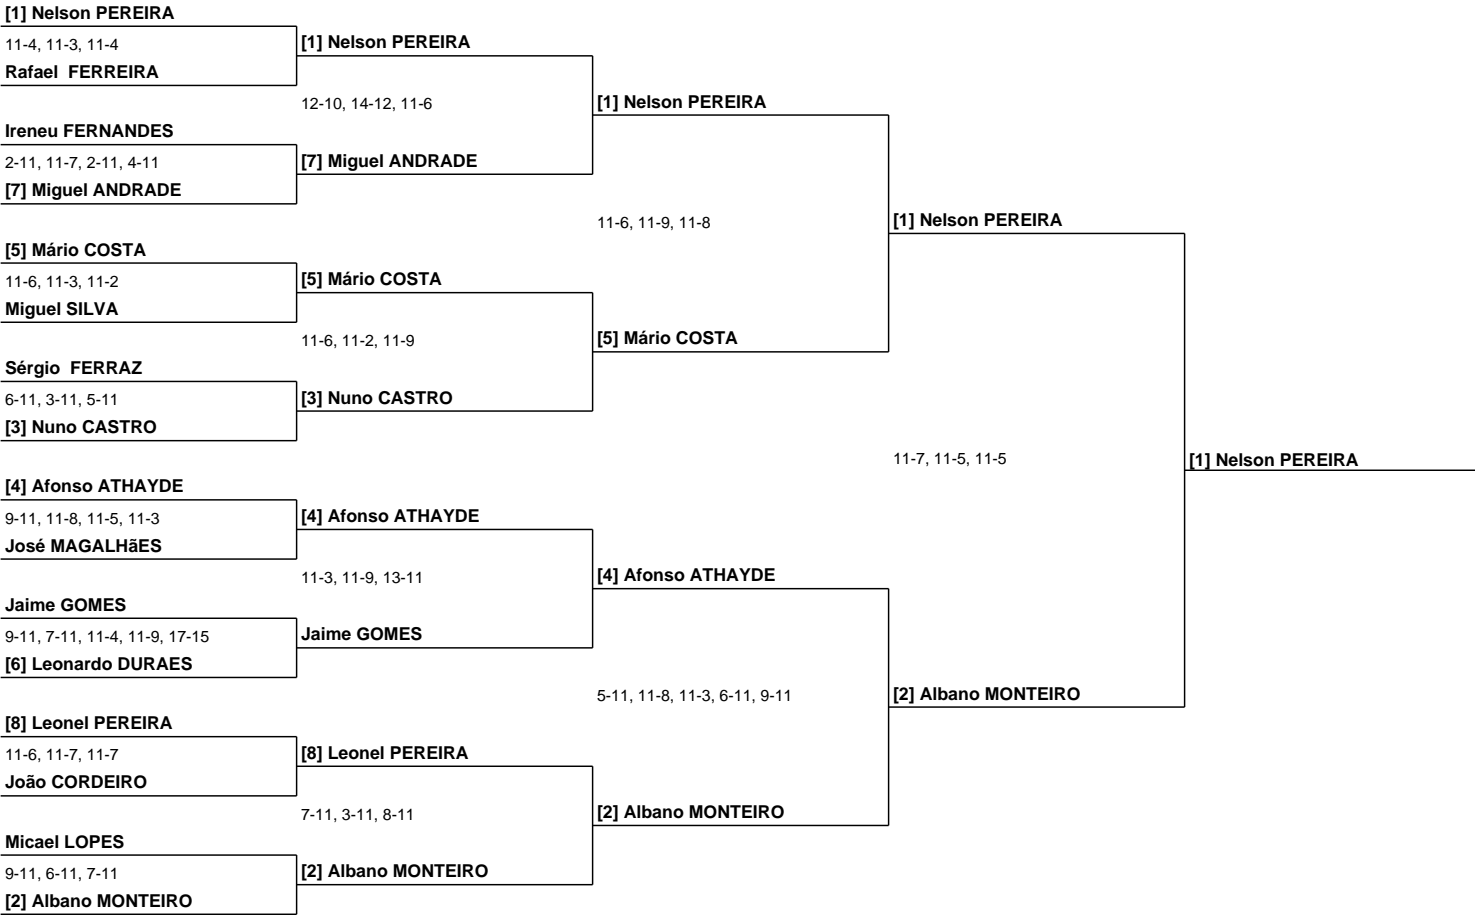 [1] Nelson PEREIRA
11-4, 11-3, 11-4
Rafael  FERREIRA
Ireneu FERNANDES
2-11, 11-7, 2-11, 4-11
[7] Miguel ANDRADE
[5] Mário COSTA
11-6, 11-3, 11-2
Miguel SILVA
Sérgio  FERRAZ
6-11, 3-11, 5-11
[3] Nuno CASTRO
[4] Afonso ATHAYDE
9-11, 11-8, 11-5, 11-3
José MAGALHãES
Jaime GOMES
9-11, 7-11, 11-4, 11-9, 17-15
[6] Leonardo DURAES
[8] Leonel PEREIRA
11-6, 11-7, 11-7
João CORDEIRO
Micael LOPES
9-11, 6-11, 7-11
[2] Albano MONTEIRO
[1] Nelson PEREIRA
12-10, 14-12, 11-6
[7] Miguel ANDRADE
[5] Mário COSTA
11-6, 11-2, 11-9
[3] Nuno CASTRO
[4] Afonso ATHAYDE
11-3, 11-9, 13-11
Jaime GOMES
[8] Leonel PEREIRA
7-11, 3-11, 8-11
[2] Albano MONTEIRO
[1] Nelson PEREIRA
11-6, 11-9, 11-8
[5] Mário COSTA
[4] Afonso ATHAYDE
5-11, 11-8, 11-3, 6-11, 9-11
[2] Albano MONTEIRO
[1] Nelson PEREIRA
11-7, 11-5, 11-5
[2] Albano MONTEIRO
[1] Nelson PEREIRA